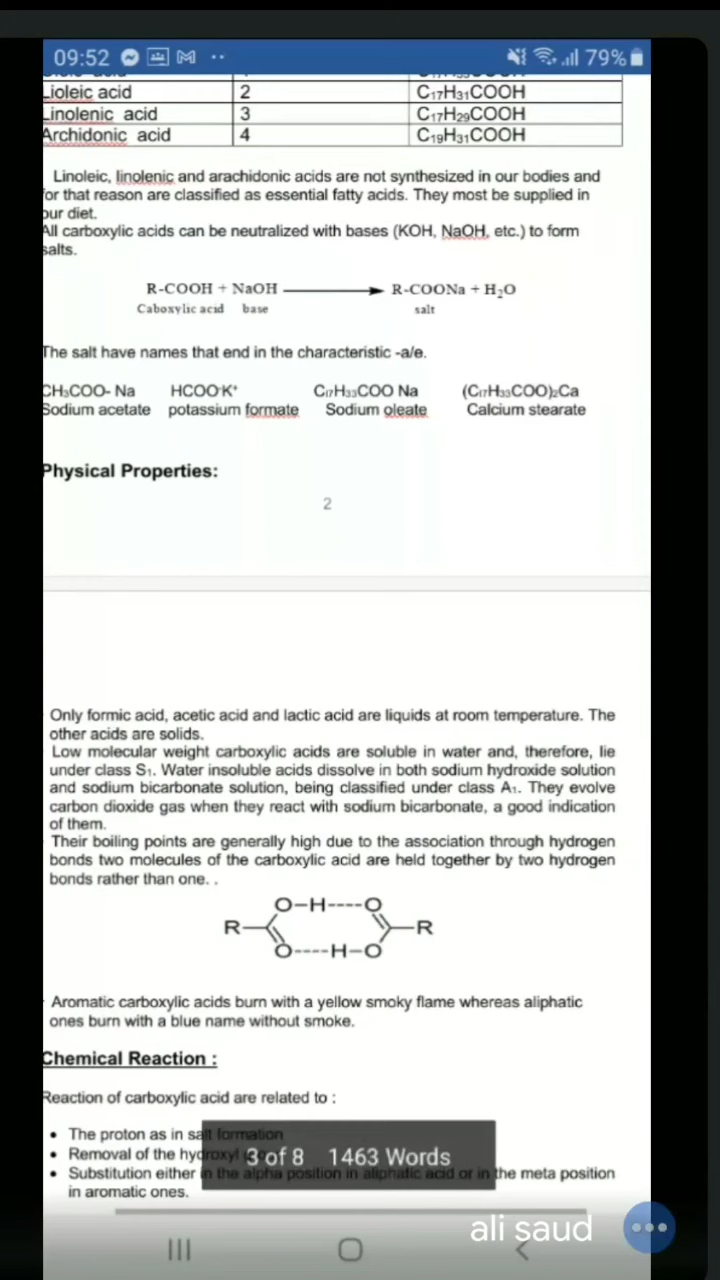 09:52 79%
Lioleic acid 2 C₁₇H₃₁COOH
Linolenic acid 3 C₁₇H₂₉COOH
Archidonic acid 4 C₁₉H₃₁COOH
Linoleic, linolenic and arachidonic acids are not synthesized in our bodies and
for that reason are classified as essential fatty acids. They most be supplied in
our diet.
All carboxylic acids can be neutralized with bases (KOH, NaOH, etc.) to form
salts.
R-COOH + NaOH R-COONa + H₂O
Caboxylic acid base salt
The salt have names that end in the characteristic -a/e.
CH₃COO- Na HCOO⁻K⁺ C₁₇H₃₃COO Na (C₁₇H₃₃COO)₂Ca
Sodium acetate potassium formate Sodium oleate Calcium stearate
Physical Properties:
2
Only formic acid, acetic acid and lactic acid are liquids at room temperature. The
other acids are solids.
Low molecular weight carboxylic acids are soluble in water and, therefore, lie
under class S₁. Water insoluble acids dissolve in both sodium hydroxide solution
and sodium bicarbonate solution, being classified under class A₁. They evolve
carbon dioxide gas when they react with sodium bicarbonate, a good indication
of them.
Their boiling points are generally high due to the association through hydrogen
bonds two molecules of the carboxylic acid are held together by two hydrogen
bonds rather than one. .
O-H----O
R R
O----H-O
Aromatic carboxylic acids burn with a yellow smoky flame whereas aliphatic
ones burn with a blue name without smoke.
Chemical Reaction :
Reaction of carboxylic acid are related to :
• The proton as in salt formation
• Removal of the hydroxyl
• Substitution either in the alpha position in aliphatic acid or in the meta position
in aromatic ones.
3 of 8 1463 Words
ali saud